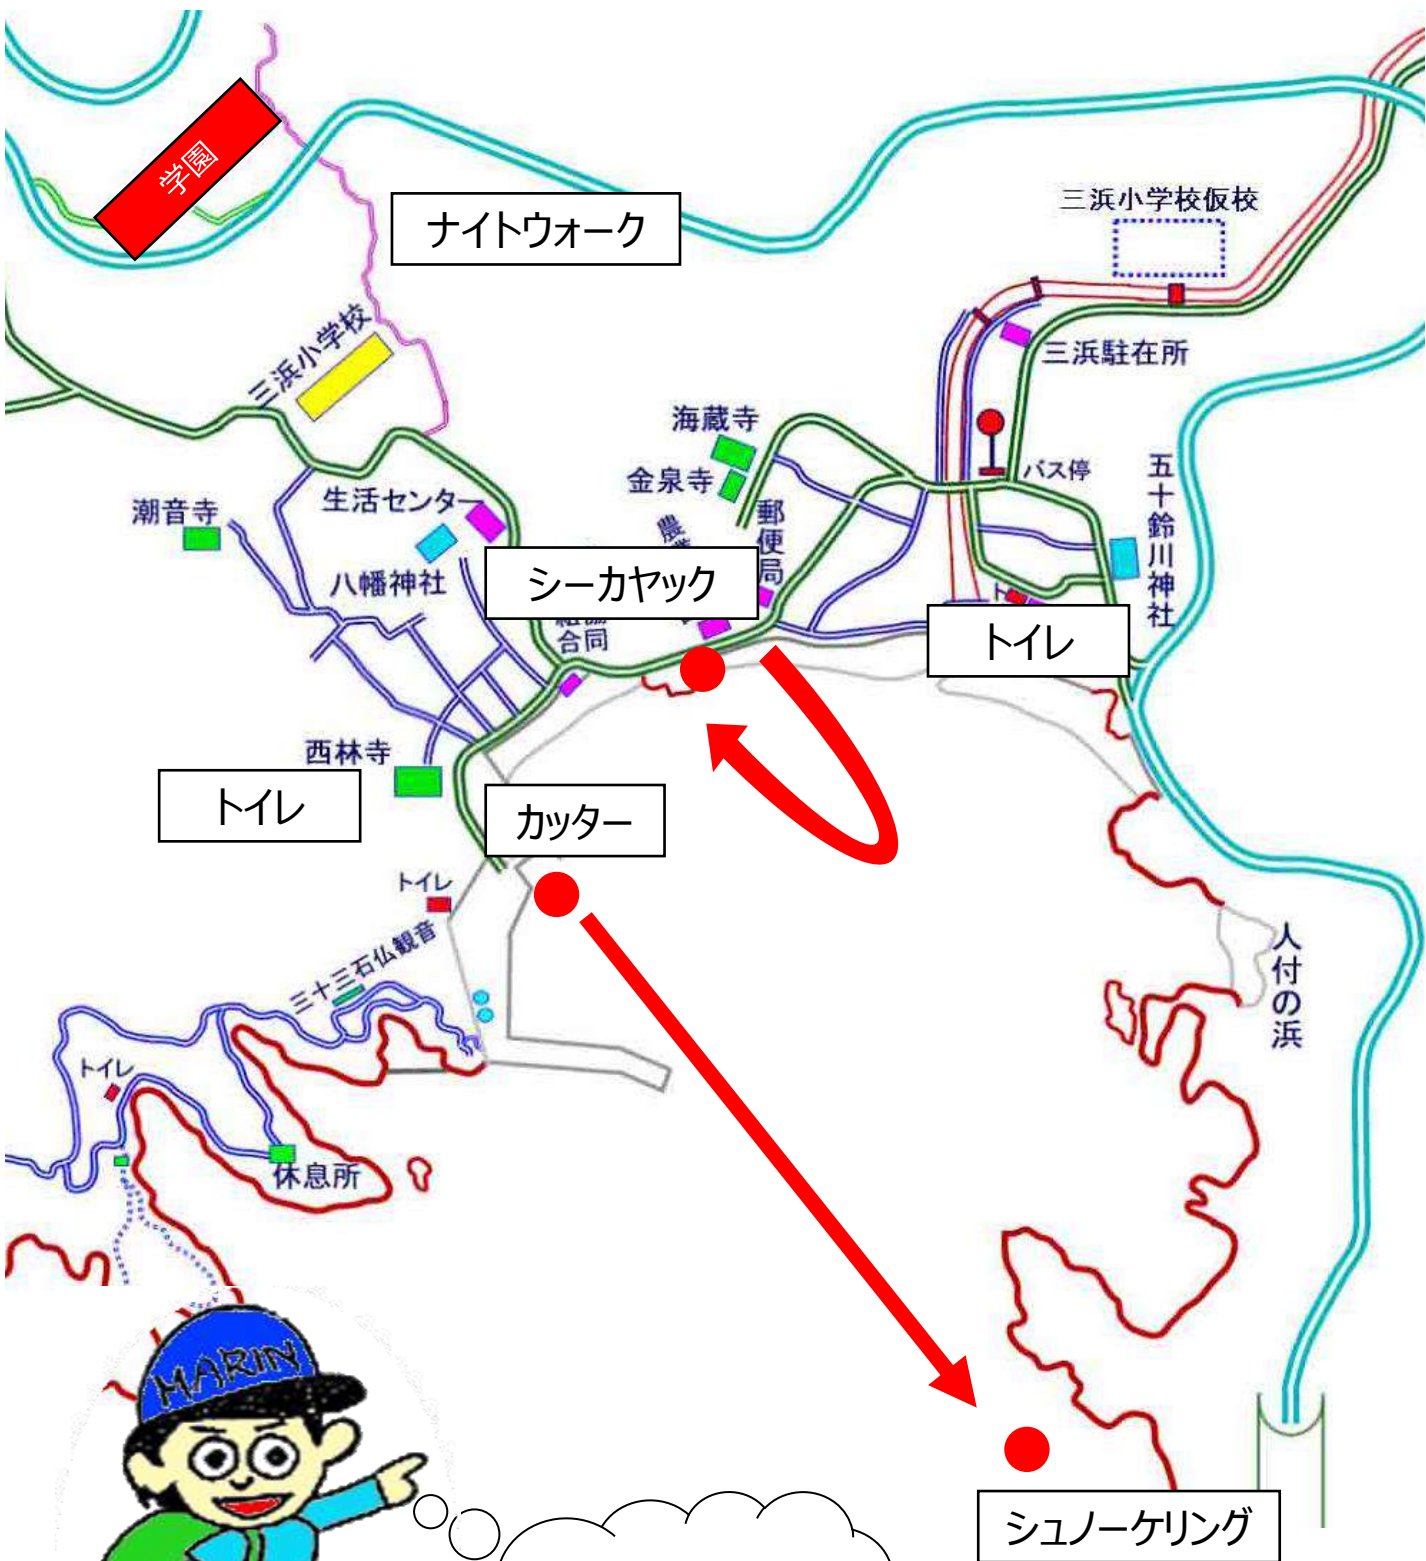 学園
ナイトウォーク
三浜小学校仮校
三浜小学校
三浜駐在所
海蔵寺
金泉寺
バス停
五十鈴川神社
潮音寺
生活センター
郵便局
八幡神社
シーカヤック
合同
トイレ
西林寺
トイレ
カッター
トイレ
三十三石仏観音
人付の浜
トイレ
休息所
MARIN
シュノーケリング